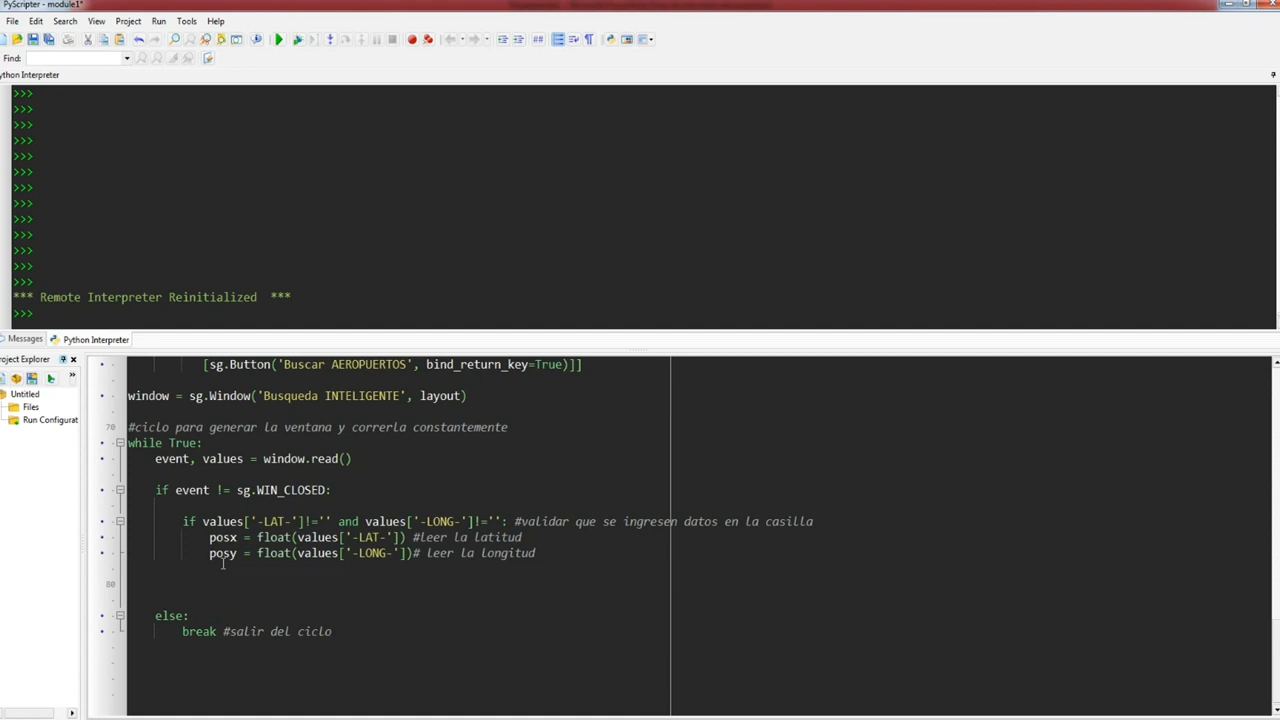 PyScripter - module1*
File Edit Search View Project Run Tools Help
Find:
ython Interpreter
>>>
>>>
>>>
>>>
>>>
>>>
>>>
>>>
>>>
>>>
>>>
>>>
>>>
*** Remote Interpreter Reinitialized ***
>>>
Messages Python Interpreter
roject Explorer
Untitled
Files
Run Configurat
[sg.Button('Buscar AEROPUERTOS', bind_return_key=True)]]
window = sg.Window('Busqueda INTELIGENTE', layout)
70 #ciclo para generar la ventana y correrla constantemente
while True:
event, values = window.read()
if event != sg.WIN_CLOSED:
if values['-LAT-']!='' and values['-LONG-']!='': #validar que se ingresen datos en la casilla
posx = float(values['-LAT-']) #leer la latitud
posy = float(values['-LONG-'])# leer la longitud
80
else:
break #salir del ciclo